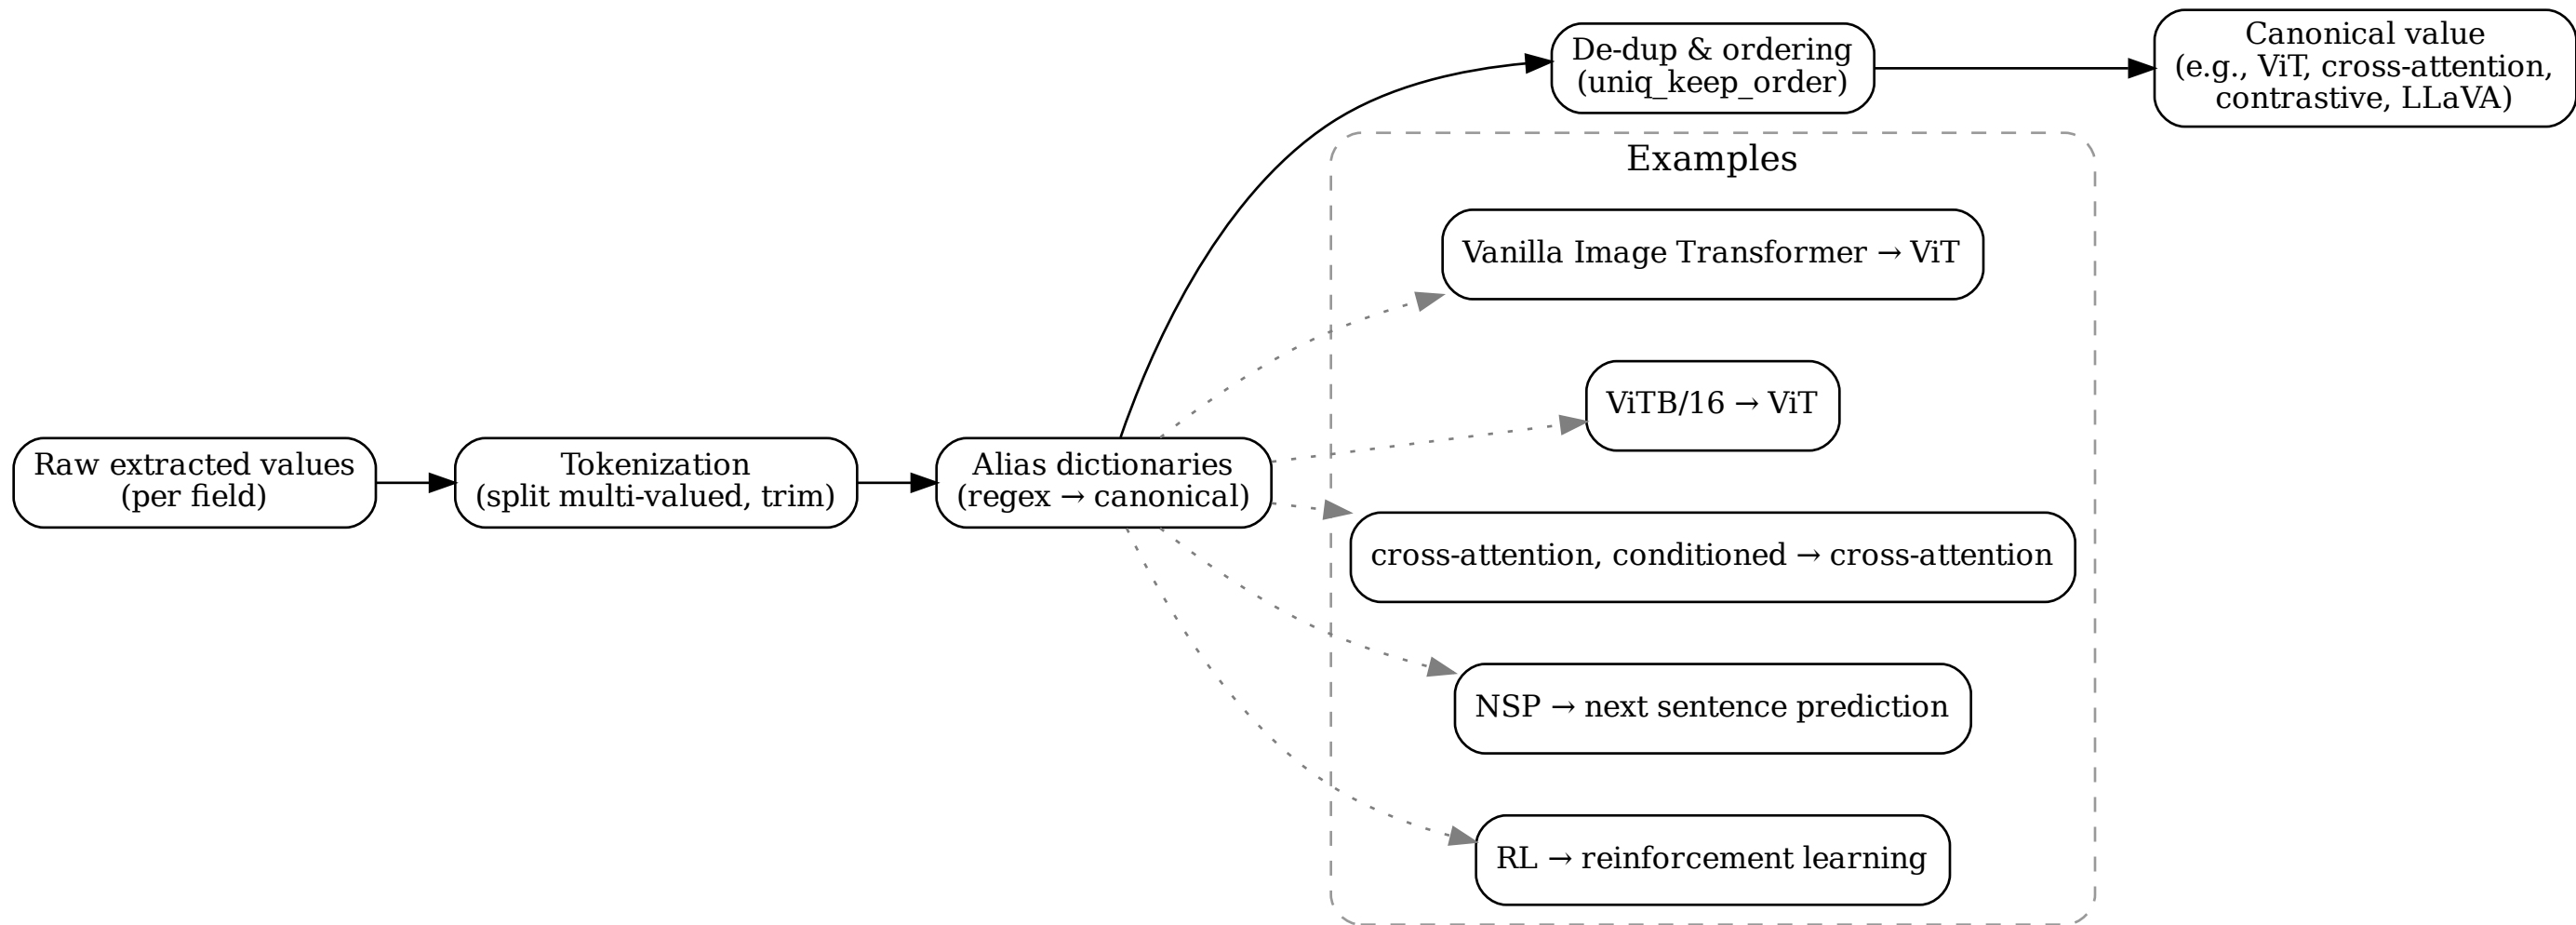 Raw extracted values
(per field)
Tokenization
(split multi-valued, trim)
Alias dictionaries
(regex → canonical)
De-dup & ordering
(uniq_keep_order)
Canonical value
(e.g., ViT, cross-attention,
contrastive, LLaVA)
Examples
Vanilla Image Transformer → ViT
ViTB/16 → ViT
cross-attention, conditioned → cross-attention
NSP → next sentence prediction
RL → reinforcement learning